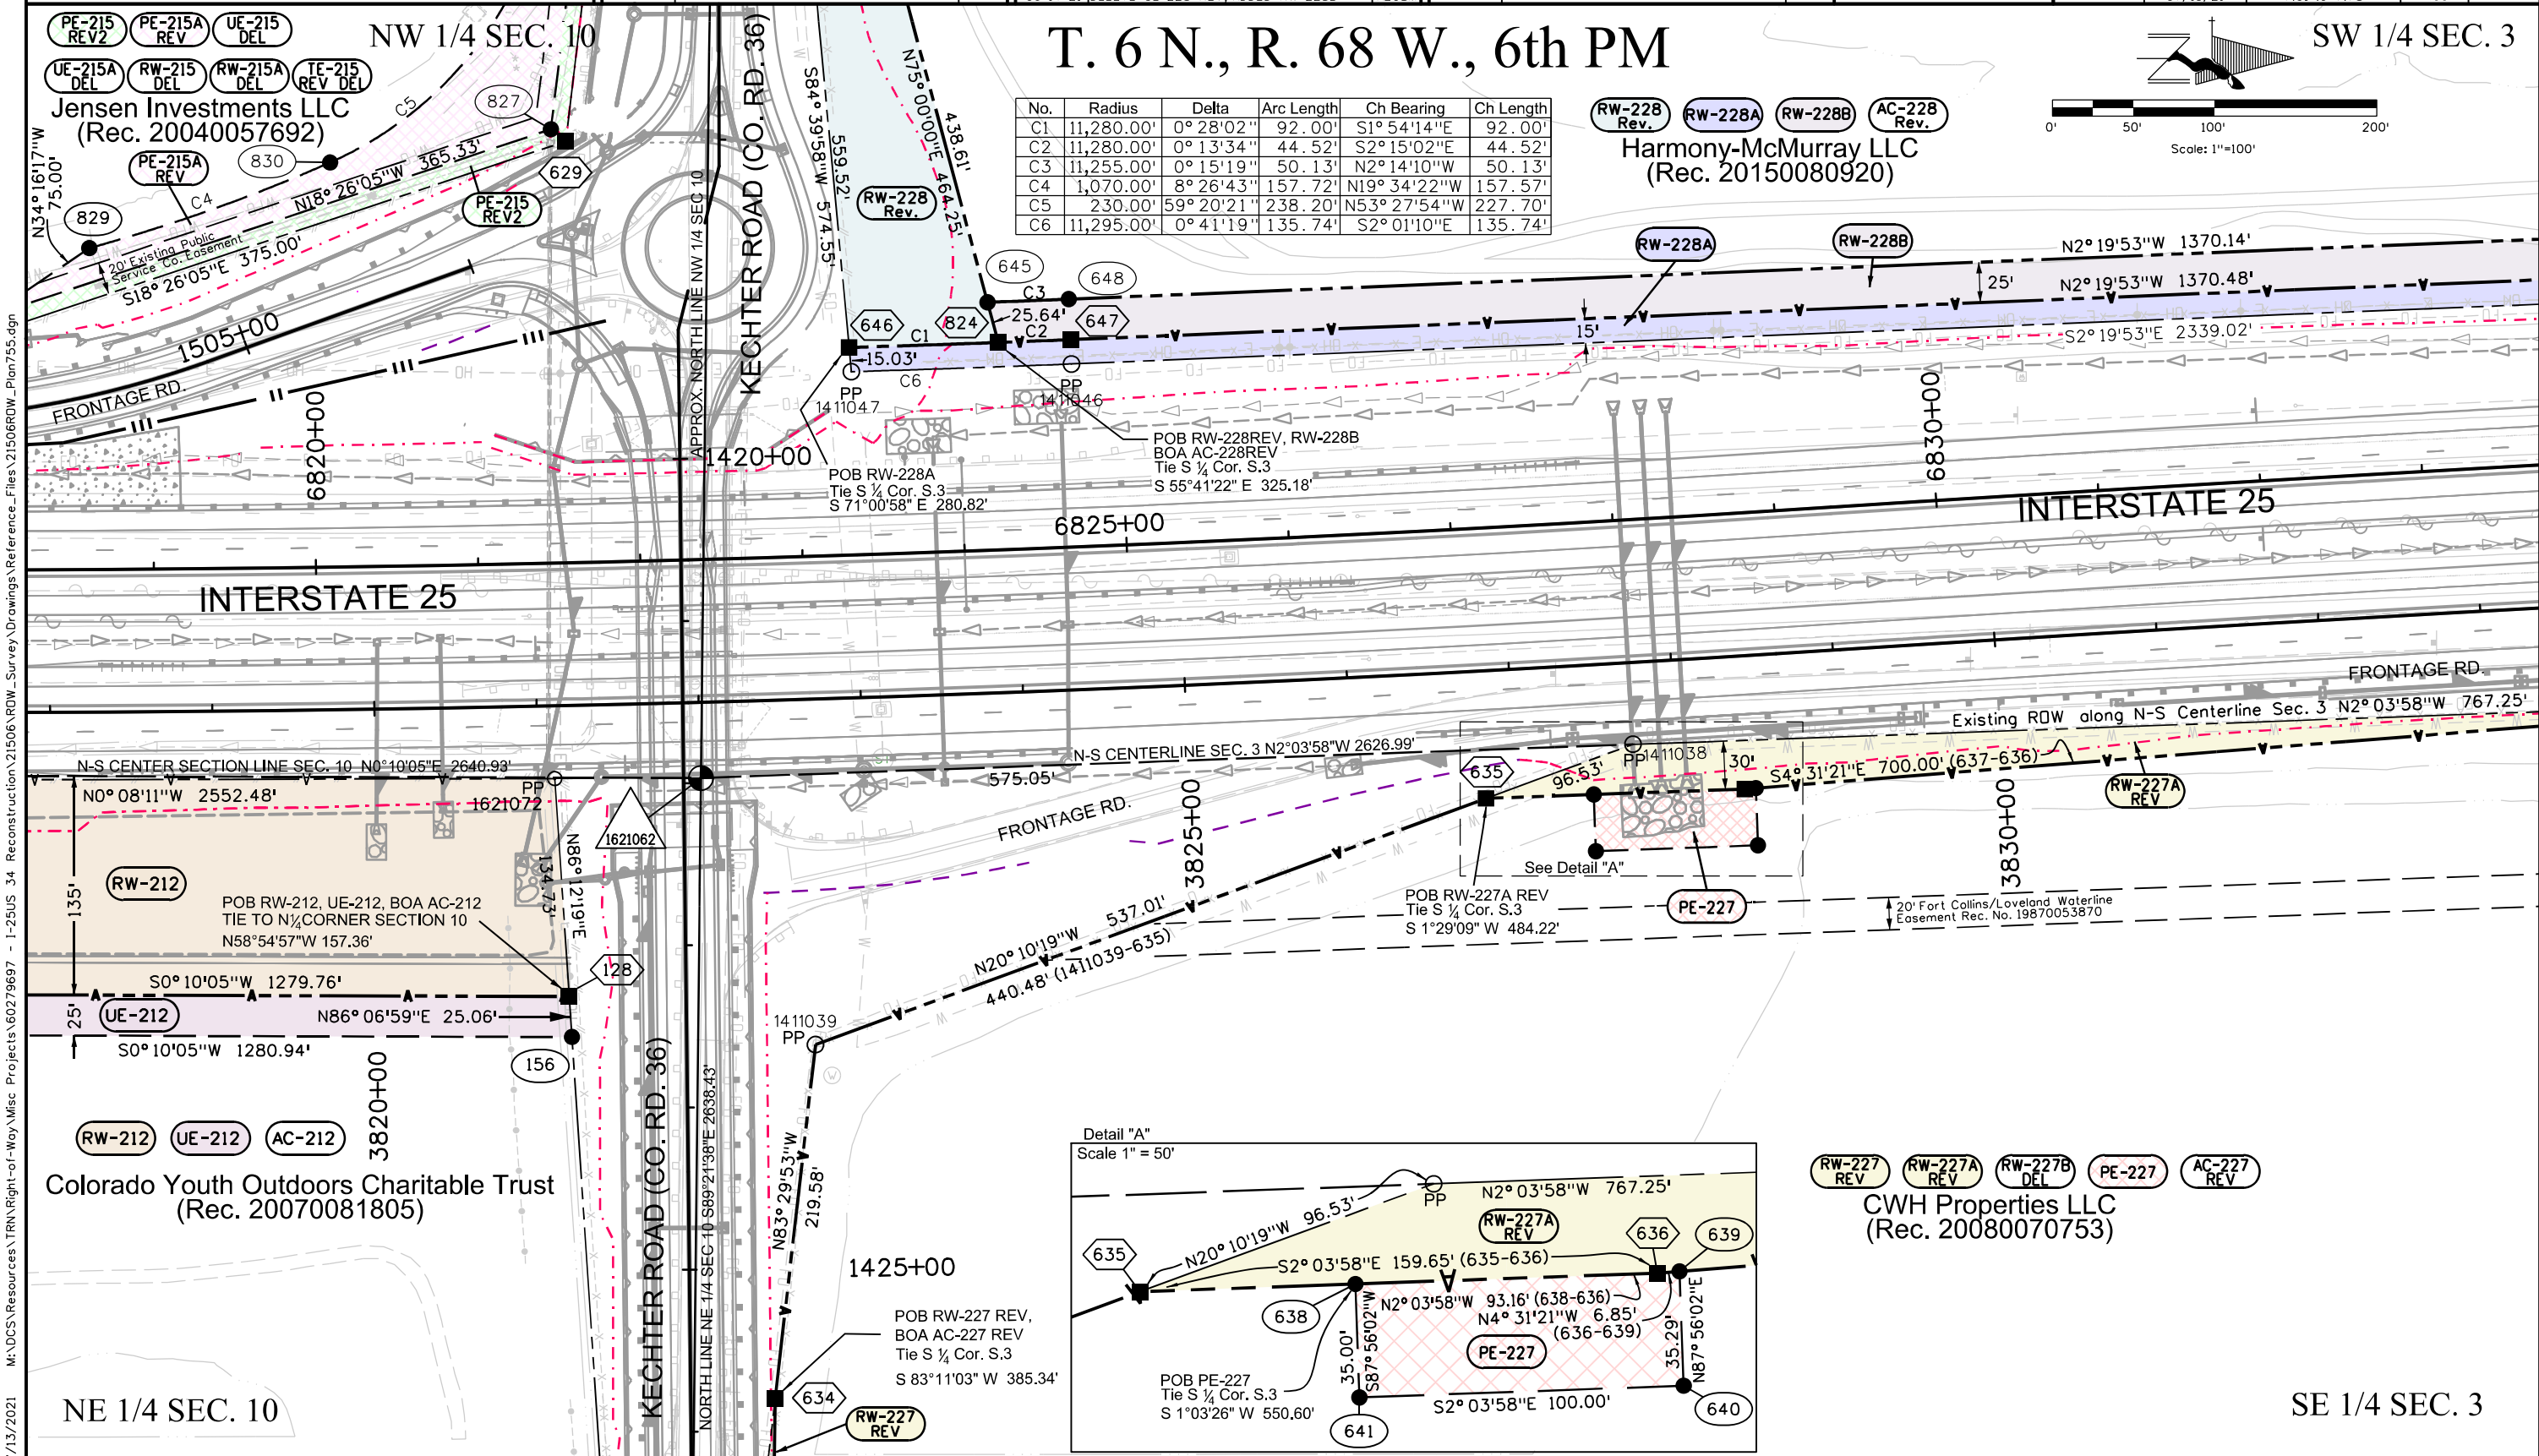 T. 6 N., R. 68 W., 6th PM
NW 1/4 SEC. 10
SW 1/4 SEC. 3
PE-215 REV2
PE-215A REV
UE-215 DEL
UE-215A DEL
RW-215 DEL
RW-215A DEL
TE-215 REV DEL
Jensen Investments LLC
(Rec. 20040057692)
PE-215A REV
830
827
829
629
C5
C4
N34°16'17"W
75.00'
N18°26'05"W 365.33'
PE-215 REV2
20' Existing Public
Service Co. Easement
S18°26'05"E 375.00'
1505+00
FRONTAGE RD.
6820+00
KECHTER ROAD (CO. RD. 36)
APPROX. NORTH LINE NW 1/4 SEC 10
S84°39'58"W 574.55'
559.52'
N75°00'00"E 464.25'
438.61'
RW-228 Rev.
No. Radius Delta Arc Length Ch Bearing Ch Length
C1 11,280.00' 0°28'02" 92.00' S1°54'14"E 92.00'
C2 11,280.00' 0°13'34" 44.52' S2°15'02"E 44.52'
C3 11,255.00' 0°15'19" 50.13' N2°14'10"W 50.13'
C4 1,070.00' 8°26'43" 157.72' N19°34'22"W 157.57'
C5 230.00' 59°20'21" 238.20' N53°27'54"W 227.70'
C6 11,295.00' 0°41'19" 135.74' S2°01'10"E 135.74'
RW-228 Rev.
RW-228A
RW-228B
AC-228 Rev.
Harmony-McMurray LLC
(Rec. 20150080920)
0' 50' 100' 200'
Scale: 1"=100'
RW-228A
RW-228B
N2°19'53"W 1370.14'
25'
N2°19'53"W 1370.48'
15'
S2°19'53"E 2339.02'
645
648
C3
25.64'
646
824
647
C1
C2
15.03'
C6
PP
1411047
PP
1411046
POB RW-228A
Tie S ¼ Cor. S.3
S 71°00'58" E 280.82'
POB RW-228REV, RW-228B
BOA AC-228REV
Tie S ¼ Cor. S.3
S 55°41'22" E 325.18'
1420+00
6825+00
6830+00
INTERSTATE 25
INTERSTATE 25
FRONTAGE RD.
Existing ROW along N-S Centerline Sec. 3 N2°03'58"W 767.25'
N-S CENTERLINE SEC. 3 N2°03'58"W 2626.99'
575.05'
N-S CENTER SECTION LINE SEC. 10 N0°10'05"E 2640.93'
N0°08'11"W 2552.48'
PP
1621072
1621062
RW-212
135'
134.73'
N86°12'19"E
POB RW-212, UE-212, BOA AC-212
TIE TO N¼ CORNER SECTION 10
N58°54'57"W 157.36'
128
S0°10'05"W 1279.76'
25'
UE-212
N86°06'59"E 25.06'
S0°10'05"W 1280.94'
156
3820+00
RW-212
UE-212
AC-212
Colorado Youth Outdoors Charitable Trust
(Rec. 20070081805)
NE 1/4 SEC. 10
KECHTER ROAD (CO. RD. 36)
NORTH LINE NE 1/4 SEC 10 S89°21'38"E 2638.43'
FRONTAGE RD.
3825+00
3830+00
635
96.53'
PP 1411038
30'
S4°31'21"E 700.00' (637-636)
RW-227A REV
See Detail "A"
POB RW-227A REV
Tie S ¼ Cor. S.3
S 1°29'09" W 484.22'
PE-227
20' Fort Collins/Loveland Waterline
Easement Rec. No. 19870053870
N20°10'19"W 537.01'
440.48' (1411039-635)
1411039
PP
N83°29'53"W
219.58'
1425+00
POB RW-227 REV,
BOA AC-227 REV
Tie S ¼ Cor. S.3
S 83°11'03" W 385.34'
634
RW-227 REV
Detail "A"
Scale 1" = 50'
635
N20°10'19"W 96.53'
PP
N2°03'58"W 767.25'
RW-227A REV
636
639
S2°03'58"E 159.65' (635-636)
N2°03'58"W 93.16' (638-636)
N4°31'21"W 6.85'
(636-639)
638
35.00'
S87°56'02"W
PE-227
35.29'
N87°56'02"E
POB PE-227
Tie S ¼ Cor. S.3
S 1°03'26" W 550.60'
S2°03'58"E 100.00'
641
640
RW-227 REV
RW-227A REV
RW-227B DEL
PE-227
AC-227 REV
CWH Properties LLC
(Rec. 20080070753)
SE 1/4 SEC. 3
/13/2021 M:\DCS\Resources\TRN\Right-of-Way\Misc Projects\60279697 - I-25US 34 Reconstruction\21506\ROW_Survey\Drawings\Reference_Files\21506ROW_Plan755.dgn